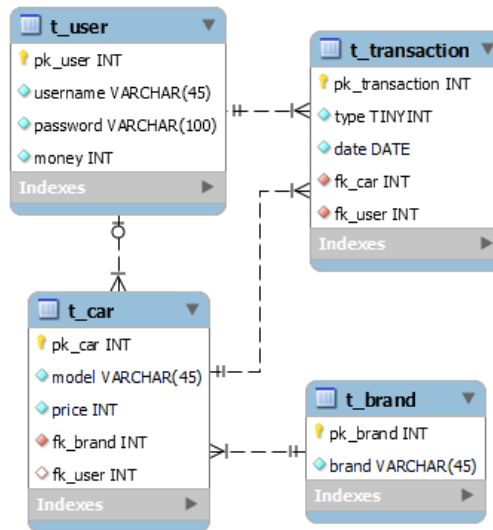 t_user
pk_user INT
username VARCHAR(45)
password VARCHAR(100)
money INT
Indexes
t_transaction
pk_transaction INT
type TINYINT
date DATE
fk_car INT
fk_user INT
Indexes
t_car
pk_car INT
model VARCHAR(45)
price INT
fk_brand INT
fk_user INT
Indexes
t_brand
pk_brand INT
brand VARCHAR(45)
Indexes